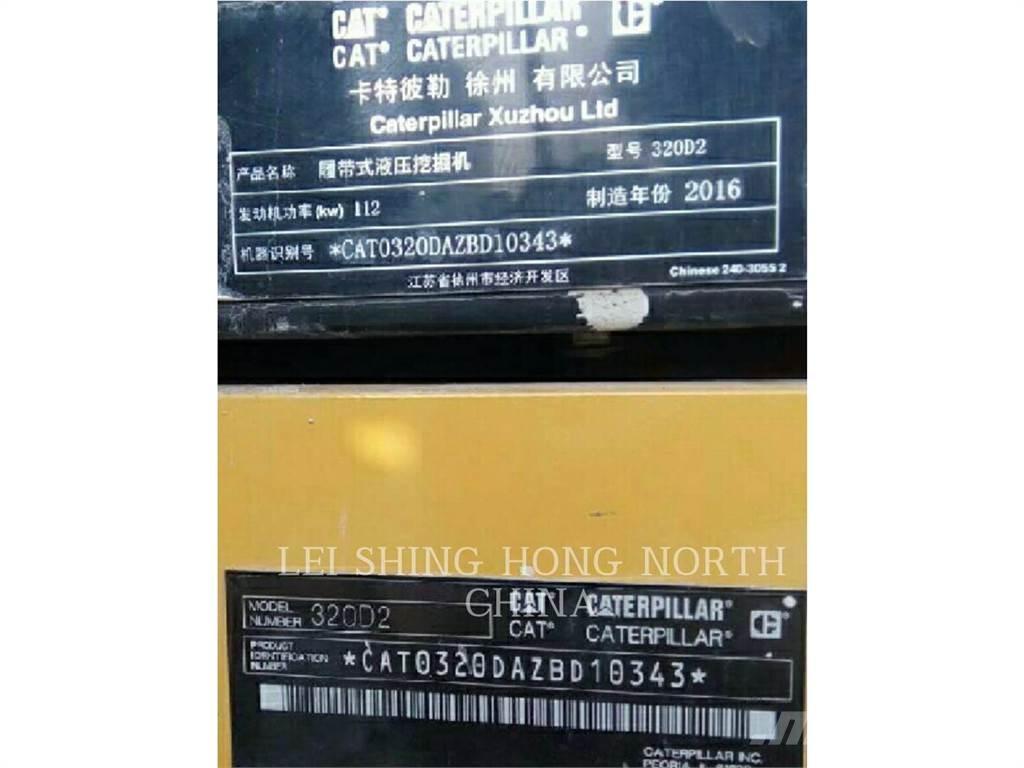 CAT® CATERPILLAR®
CAT® CATERPILLAR®
卡特彼勒 徐州 有限公司
Caterpillar Xuzhou Ltd
产品名称 履带式液压挖掘机 型号 320D2
发动机功率(kw) 112 制造年份 2016
机器识别号 *CAT0320DAZBD10343*
江苏省徐州市经济开发区 Chinese 240-3055 2
LEI SHING HONG NORTH
CHINA
MODEL
NUMBER 320D2
CAT® CATERPILLAR®
CAT® CATERPILLAR®
PRODUCT
IDENTIFICATION
NUMBER *CAT0320DAZBD10343*
CATERPILLAR INC.
PEORIA